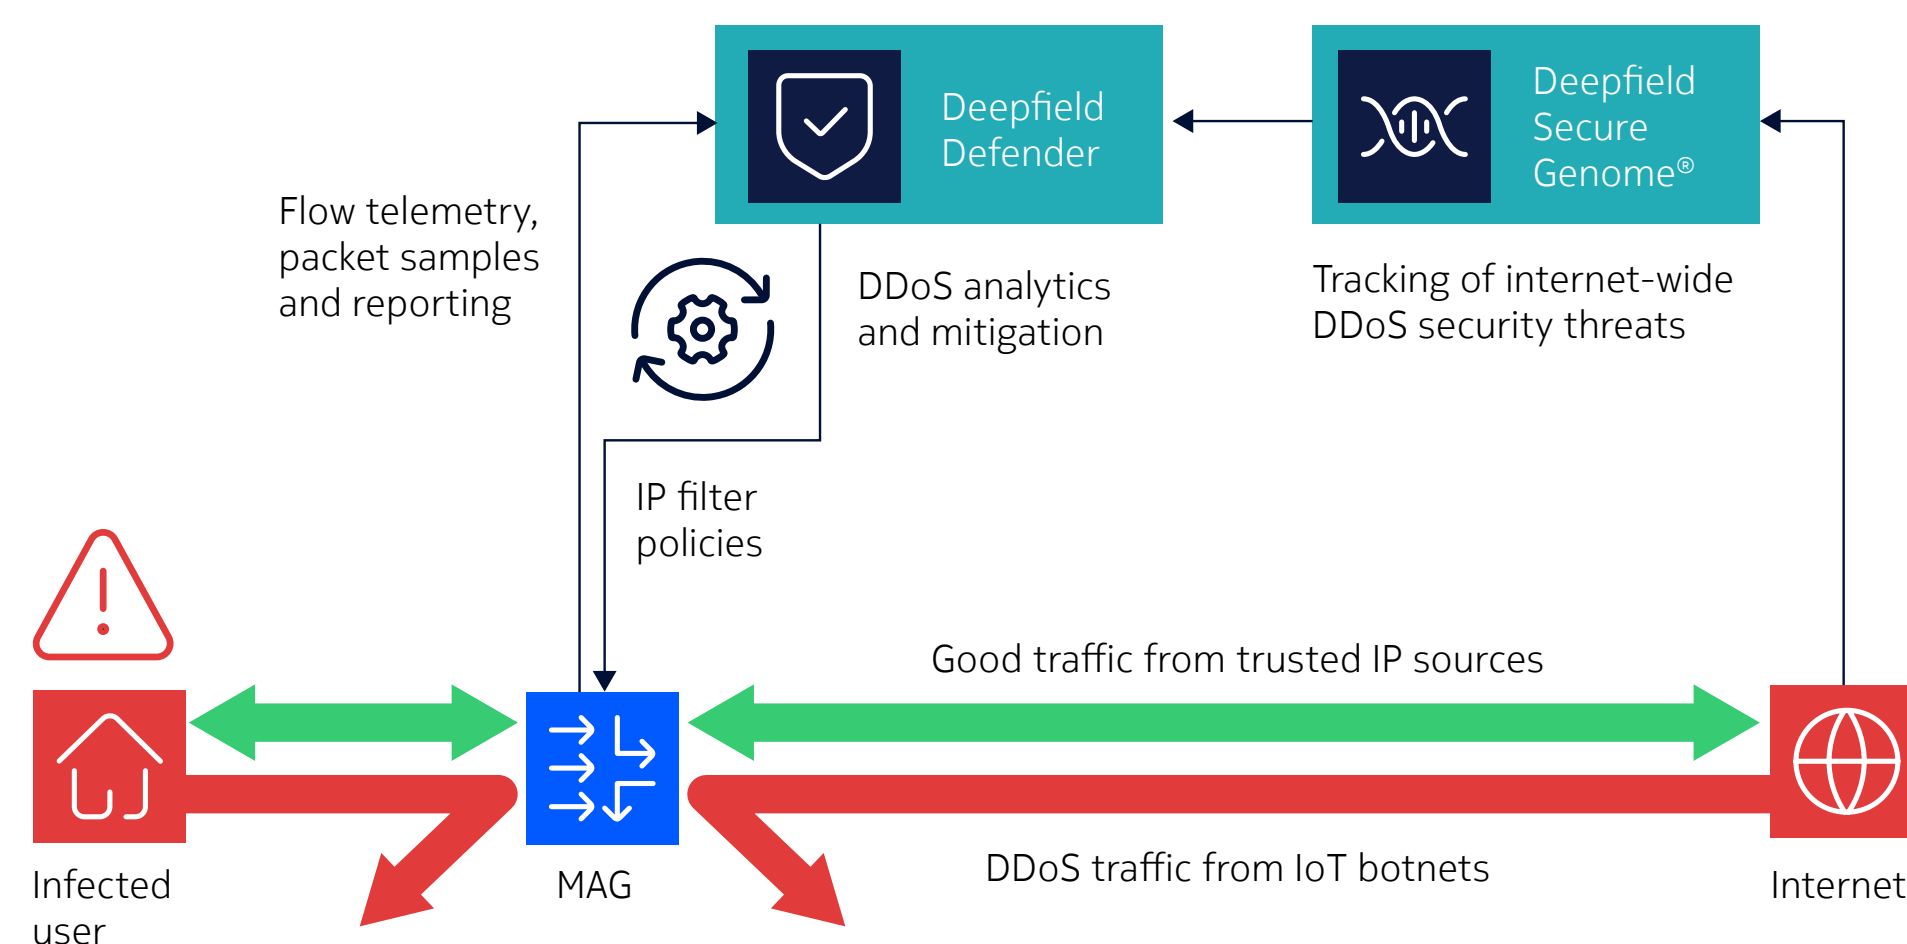 Deepfield
Defender
Deepfield
Secure
Genome®
Flow telemetry,
packet samples
and reporting
DDoS analytics
and mitigation
Tracking of internet-wide
DDoS security threats
IP filter
policies
Good traffic from trusted IP sources
DDoS traffic from IoT botnets
Infected
user
MAG
Internet